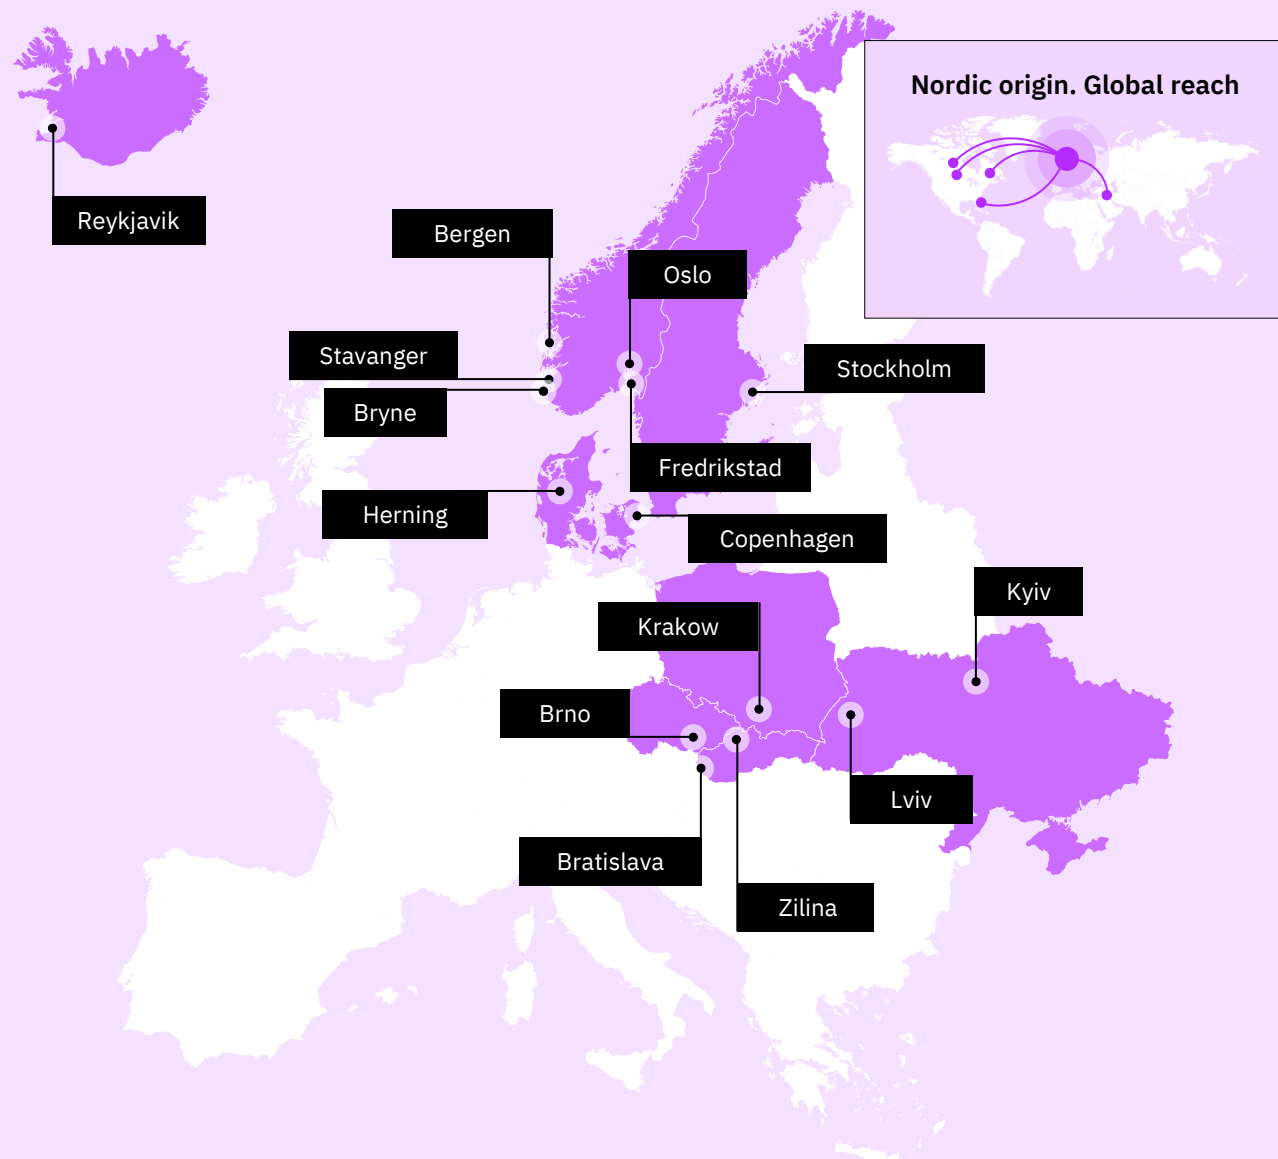 Nordic origin. Global reach
Reykjavik
Bergen
Oslo
Stavanger
Stockholm
Bryne
Fredrikstad
Herning
Copenhagen
Kyiv
Krakow
Brno
Lviv
Bratislava
Zilina